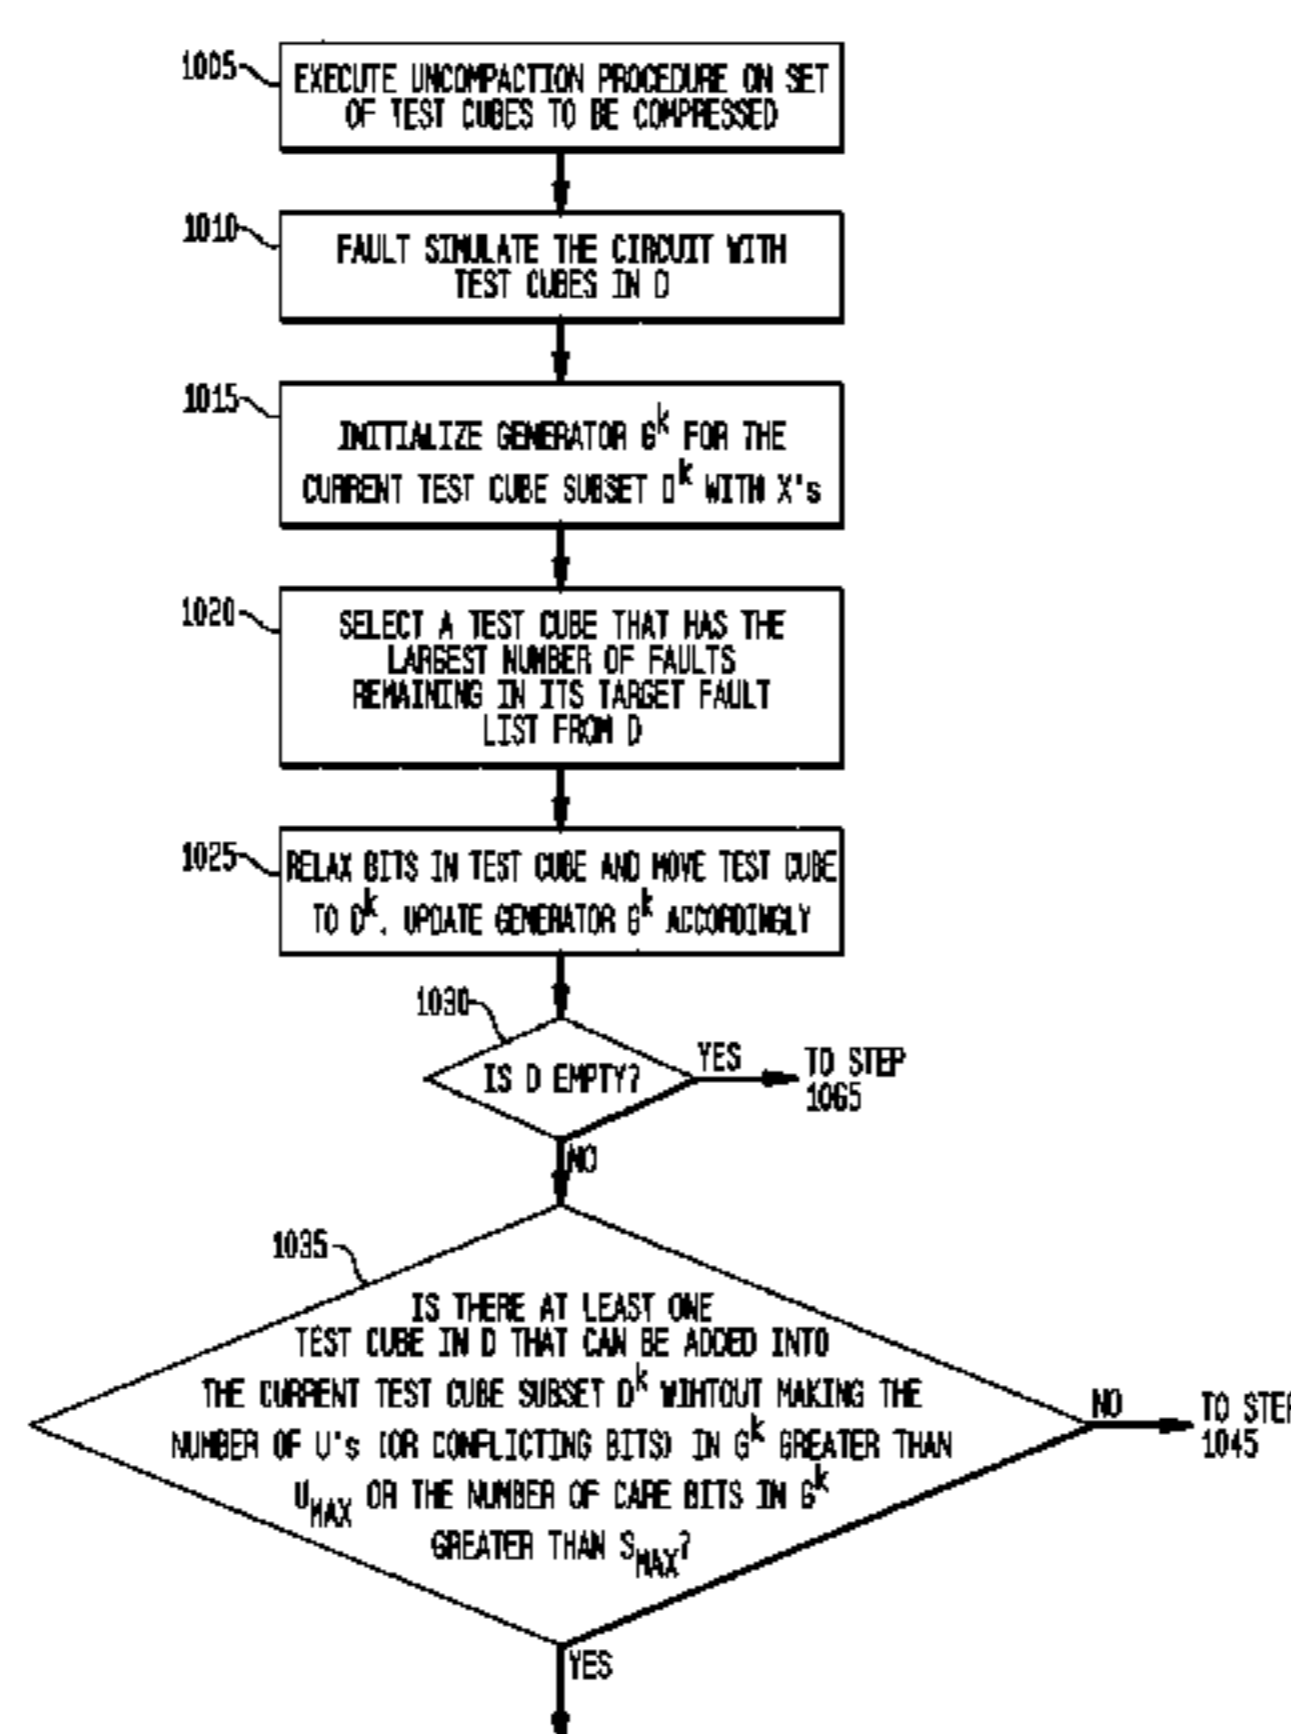 1005
EXECUTE UNCOMPACTION PROCEDURE ON SET
OF TEST CUBES TO BE COMPRESSED
1010
FAULT SIMULATE THE CIRCUIT WITH
TEST CUBES IN D
1015
INITIALIZE GENERATOR G^k FOR THE
CURRENT TEST CUBE SUBSET D^k WITH X's
1020
SELECT A TEST CUBE THAT HAS THE
LARGEST NUMBER OF FAULTS
REMAINING IN ITS TARGET FAULT
LIST FROM D
1025
RELAX BITS IN TEST CUBE AND MOVE TEST CUBE
TO D^k. UPDATE GENERATOR G^k ACCORDINGLY
1030
IS D EMPTY?
YES
TO STEP
1065
NO
1035
IS THERE AT LEAST ONE
TEST CUBE IN D THAT CAN BE ADDED INTO
THE CURRENT TEST CUBE SUBSET D^k WIHTOUT MAKING THE
NUMBER OF U's (OR CONFLICTING BITS) IN G^k GREATER THAN
U_MAX OR THE NUMBER OF CARE BITS IN G^k
GREATER THAN S_MAX?
NO
TO STEP
1045
YES